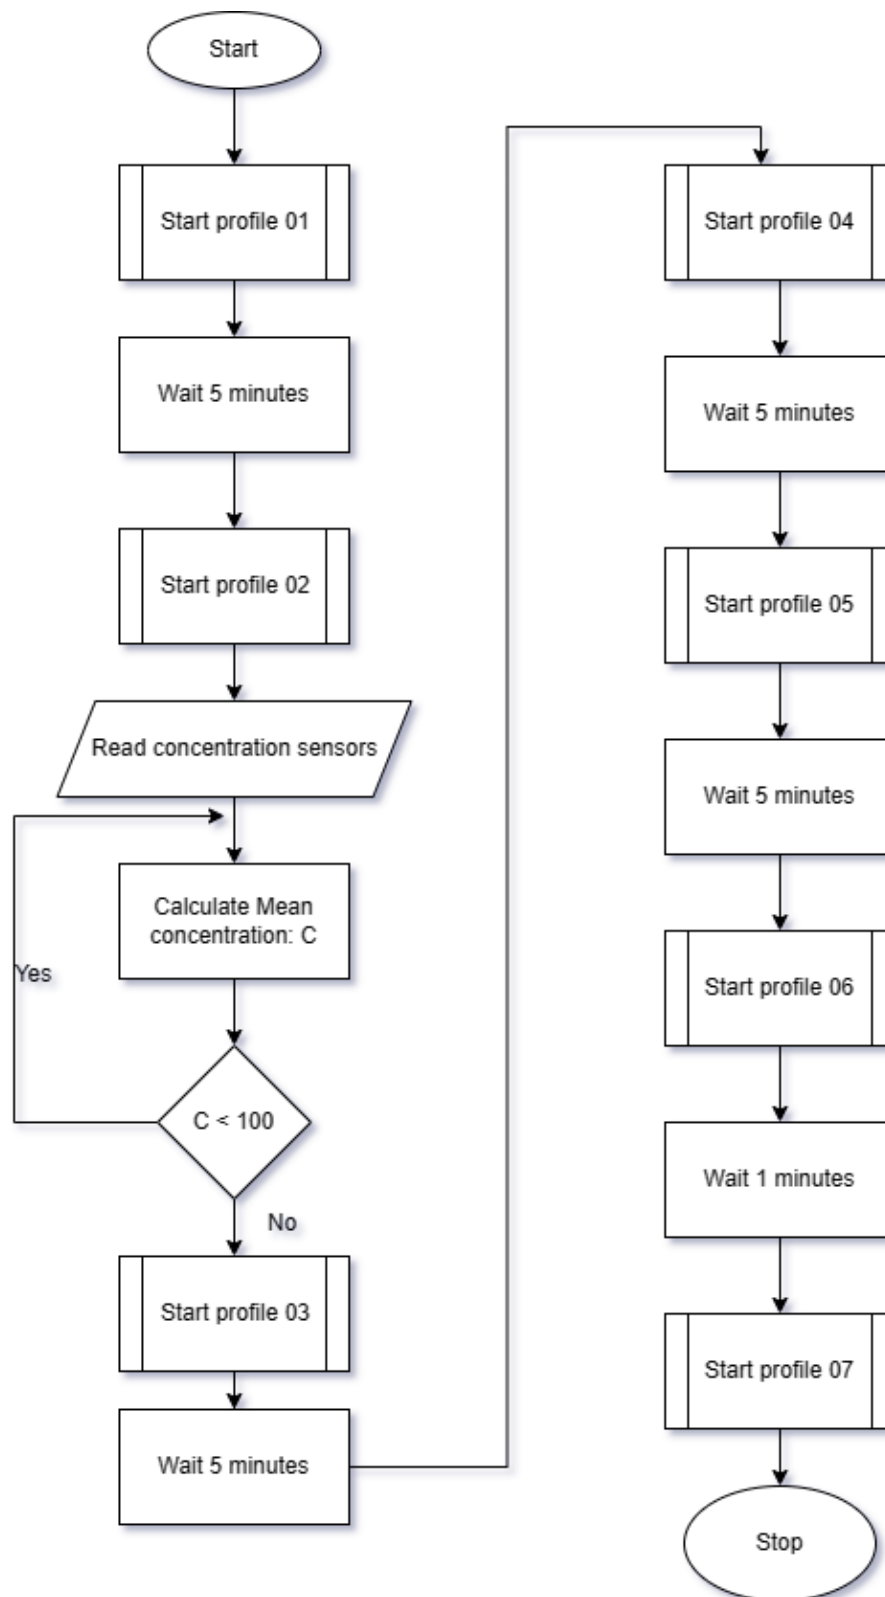 Start
Start profile 01
Wait 5 minutes
Start profile 02
Read concentration sensors
Calculate Mean
concentration: C
Yes
C < 100
No
Start profile 03
Wait 5 minutes
Start profile 04
Wait 5 minutes
Start profile 05
Wait 5 minutes
Start profile 06
Wait 1 minutes
Start profile 07
Stop